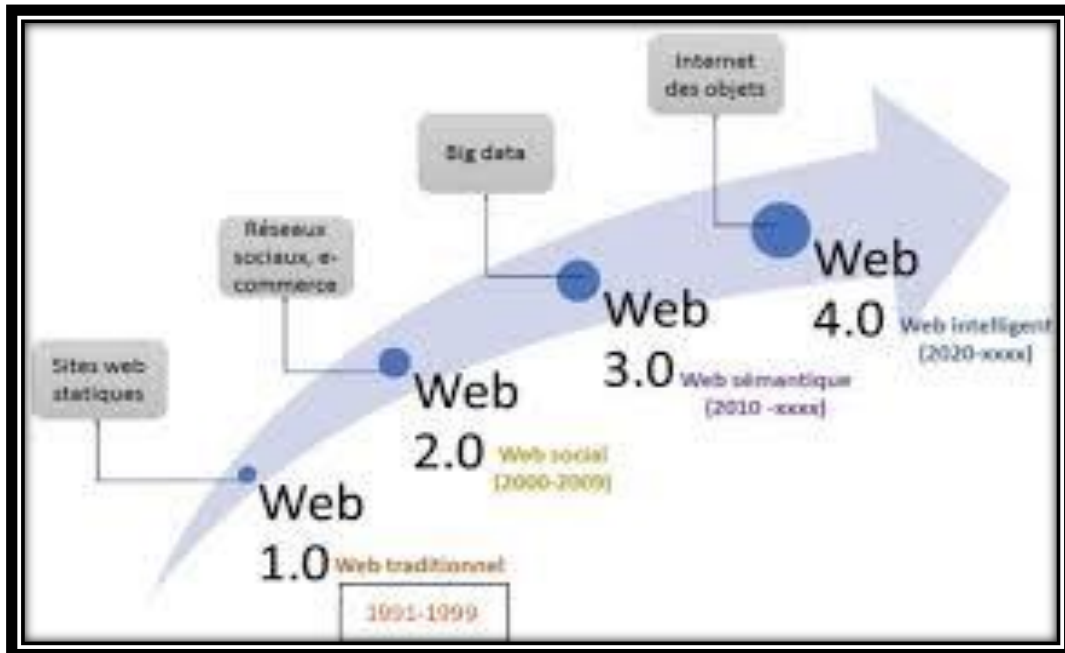 Internet
des objets
Big data
Réseaux
sociaux, e-
commerce
Sites web
statiques
Web
4.0 Web intelligent
(2020-xxxx)
Web
3.0 Web sémantique
(2010 -xxxx)
Web
2.0 Web social
(2000-2009)
Web
1.0 Web traditionnel
1991-1999